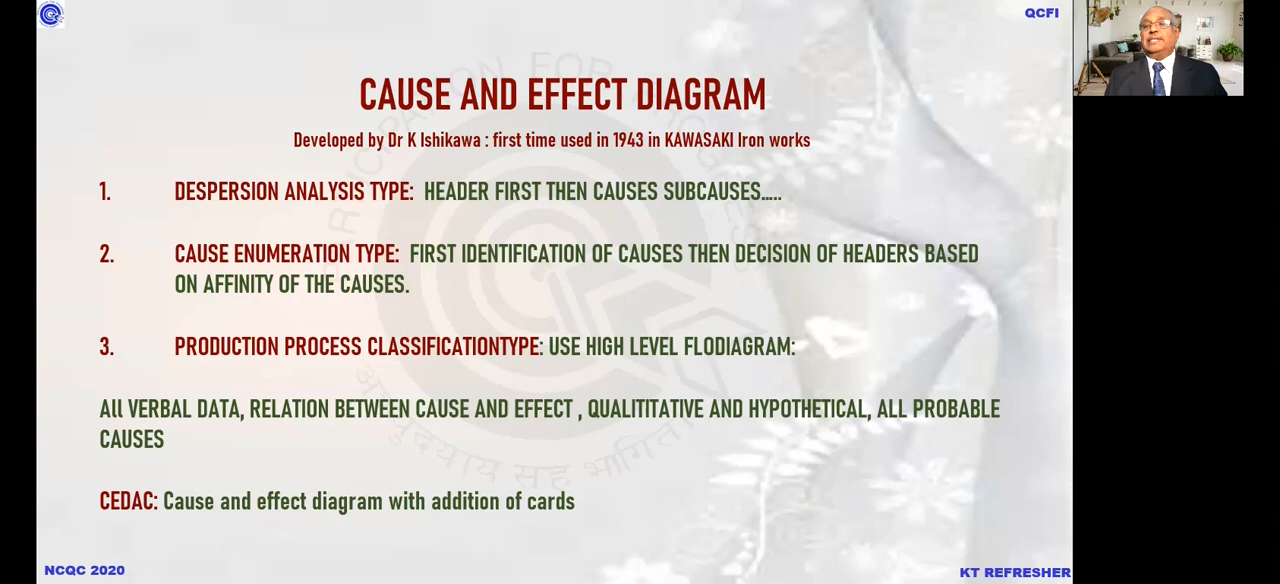 QCFI
CAUSE AND EFFECT DIAGRAM
Developed by Dr K Ishikawa : first time used in 1943 in KAWASAKI Iron works
1. DESPERSION ANALYSIS TYPE: HEADER FIRST THEN CAUSES SUBCAUSES.....
2. CAUSE ENUMERATION TYPE: FIRST IDENTIFICATION OF CAUSES THEN DECISION OF HEADERS BASED
ON AFFINITY OF THE CAUSES.
3. PRODUCTION PROCESS CLASSIFICATIONTYPE: USE HIGH LEVEL FLODIAGRAM:
All VERBAL DATA, RELATION BETWEEN CAUSE AND EFFECT , QUALITITATIVE AND HYPOTHETICAL, ALL PROBABLE
CAUSES
CEDAC: Cause and effect diagram with addition of cards
NCQC 2020
KT REFRESHER